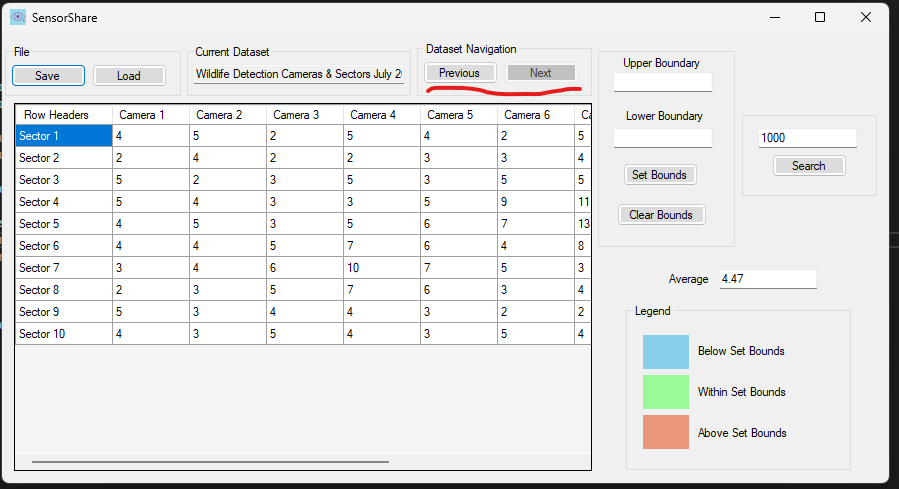 SensorShare
File
Save Load
Current Dataset
Wildlife Detection Cameras & Sectors July 20
Dataset Navigation
Previous Next
Upper Boundary
Lower Boundary
Set Bounds
Clear Bounds
1000
Search
Row Headers Camera 1 Camera 2 Camera 3 Camera 4 Camera 5 Camera 6 Ca
Sector 1 4 5 2 5 4 2 5
Sector 2 2 4 2 2 3 3 4
Sector 3 5 2 3 5 3 5 5
Sector 4 5 4 3 3 5 9 11
Sector 5 4 5 3 5 6 7 13
Sector 6 4 4 5 7 6 4 8
Sector 7 3 4 6 10 7 5 3
Sector 8 2 3 5 7 6 3 4
Sector 9 5 3 4 4 3 2 2
Sector 10 4 3 5 4 3 5 4
Average 4.47
Legend
Below Set Bounds
Within Set Bounds
Above Set Bounds